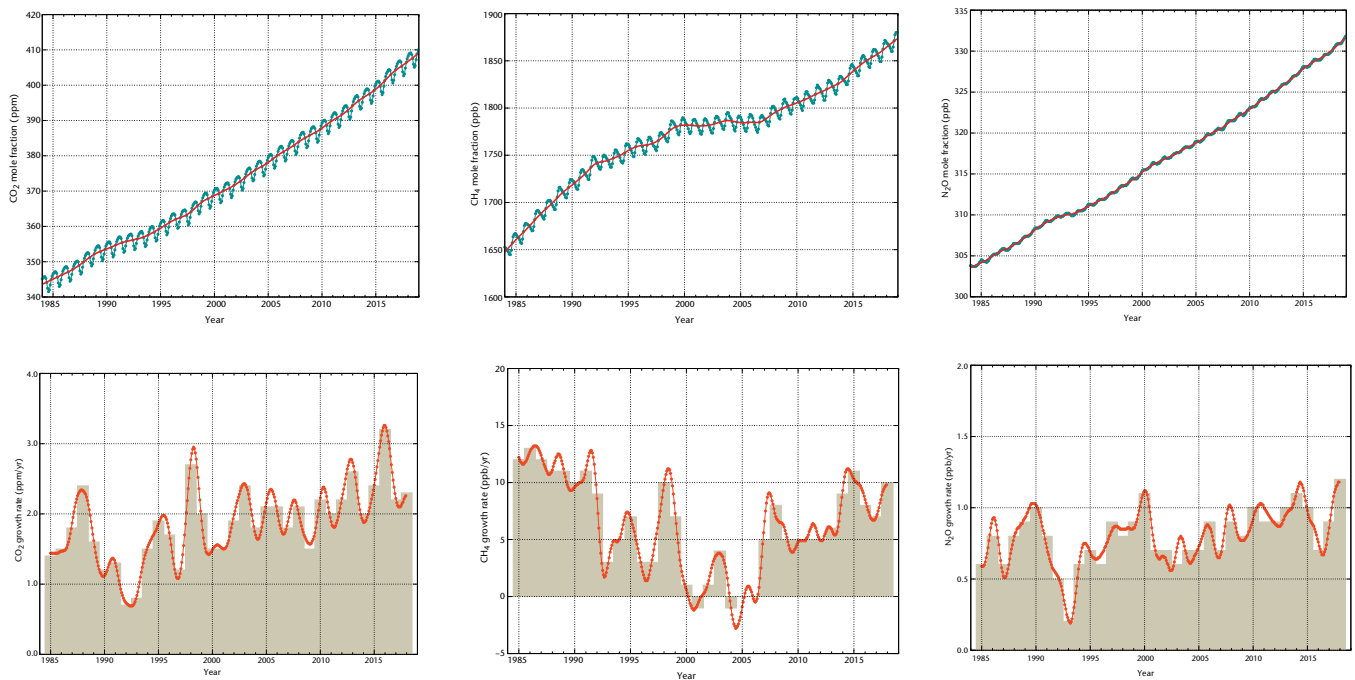 CO2 mole fraction (ppm)
420
410
400
390
380
370
360
350
340
1985 1990 1995 2000 2005 2010 2015
Year
CH4 mole fraction (ppb)
1900
1850
1800
1750
1700
1650
1600
1985 1990 1995 2000 2005 2010 2015
Year
N2O mole fraction (ppb)
335
330
325
320
315
310
305
300
1985 1990 1995 2000 2005 2010 2015
Year
CO2 growth rate (ppm/yr)
4.0
3.0
2.0
1.0
0.0
1985 1990 1995 2000 2005 2010 2015
Year
CH4 growth rate (ppb/yr)
20
15
10
5
0
−5
1985 1990 1995 2000 2005 2010 2015
Year
N2O growth rate (ppb/yr)
2.0
1.5
1.0
0.5
0.0
1985 1990 1995 2000 2005 2010 2015
Year